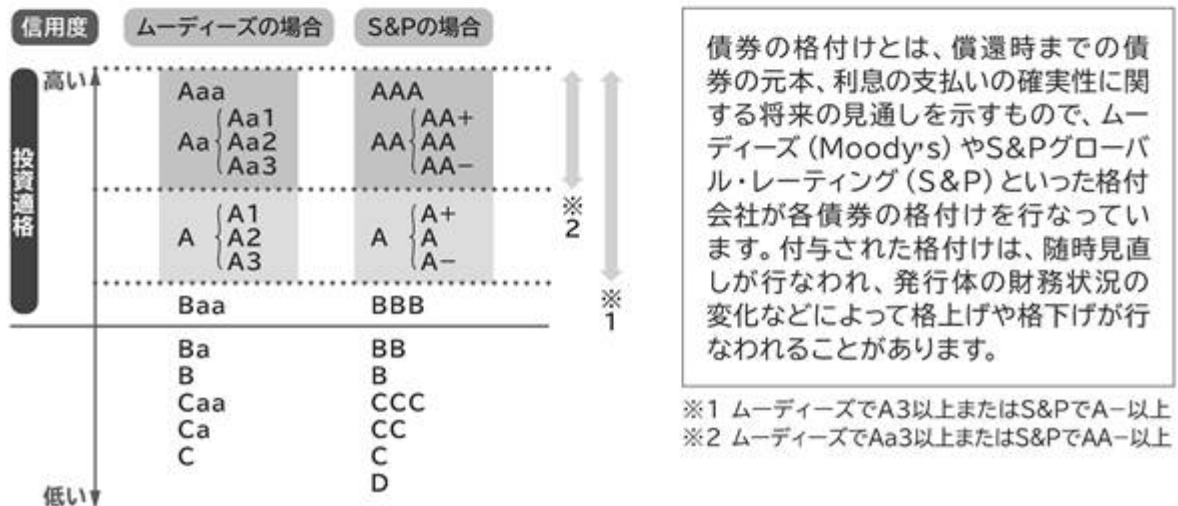 信用度 ムーディーズの場合 S&Pの場合
高い
投資適格
Aaa AAA
Aa Aa1 AA AA+
Aa2 AA
Aa3 AA−
A A1 A A+
A2 A
A3 A−
※2
Baa BBB
※1
Ba BB
B B
Caa CCC
Ca CC
C C
D
低い
債券の格付けとは、償還時までの債
券の元本、利息の支払いの確実性に関
する将来の見通しを示すもので、ムー
ディーズ(Moody's)やS&Pグローバ
ル・レーティング(S&P)といった格付
会社が各債券の格付けを行なってい
ます。付与された格付けは、随時見直
しが行なわれ、発行体の財務状況の
変化などによって格上げや格下げが行
なわれることがあります。
※1 ムーディーズでA3以上またはS&PでA−以上
※2 ムーディーズでAa3以上またはS&PでAA−以上